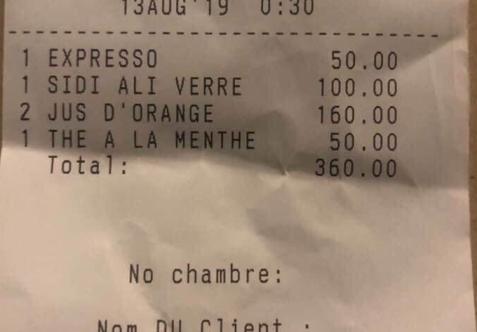 13AUG'19 0:30
1 EXPRESSO 50.00
1 SIDI ALI VERRE 100.00
2 JUS D'ORANGE 160.00
1 THE A LA MENTHE 50.00
Total: 360.00
No chambre:
Nom DU Client :